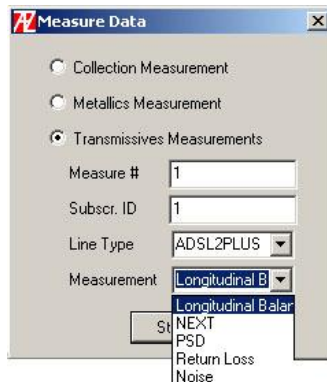 Measure Data
Collection Measurement
Metallics Measurement
Transmissives Measurements
Measure # 1
Subscr. ID 1
Line Type ADSL2PLUS
Measurement Longitudinal B
Longitudinal Balan
NEXT
PSD
Return Loss
Noise